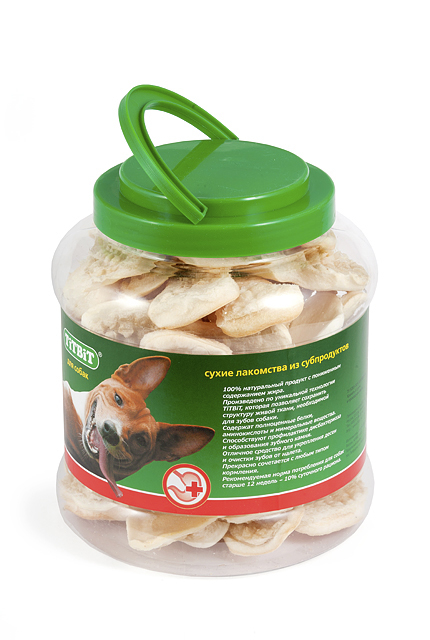 TiTBiT
для собак
сухие лакомства из субпродуктов
100% натуральный продукт с пониженным
содержанием жира.
Произведено по уникальной технологии
TiTBiT, которая позволяет сохранить
структуру живой ткани, необходимой
для зубов собаки.
Содержат полноценные белки,
аминокислоты и минеральные вещества.
Способствуют профилактике дисбактериоза
и образования зубного камня.
Отличное средство для укрепления десен
и очистки зубов от налета.
Прекрасно сочетается с любым типом
кормления.
Рекомендуемая норма потребления для собак
старше 12 недель – 10% суточного рациона.